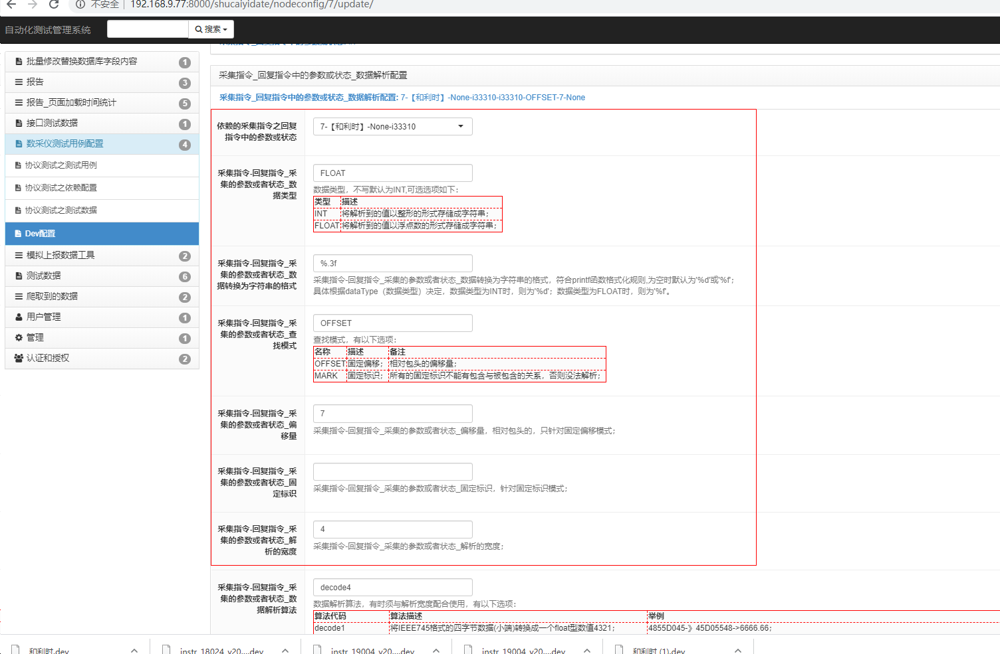 不安全 192.168.9.77:8000/shucaiyidate/nodeconfig/7/update/
自动化测试管理系统
搜索
批量修改替换数据库字段内容 1
报告 3
报告_页面加载时间统计 5
接口测试数据 1
数采仪测试用例配置 4
协议测试之测试用例
协议测试之依赖配置
协议测试之测试数据
Dev配置
模拟上报数据工具 2
测试数据 6
爬取到的数据 2
用户管理 1
管理 1
认证和授权 2
采集指令_回复指令中的参数或状态_数据解析配置
采集指令_回复指令中的参数或状态_数据解析配置: 7-【和利时】-None-i33310-i33310-OFFSET-7-None
依赖的采集指令之回复
指令中的参数或状态
7-【和利时】-None-i33310
采集指令-回复指令_采
集的参数或者状态_数
据类型
FLOAT
数据类型，不写默认为INT,可选选项如下：
类型 描述
INT 将解析到的值以整形的形式存储成字符串；
FLOAT 将解析到的值以浮点数的形式存储成字符串；
采集指令-回复指令_采
集的参数或者状态_数
据转换为字符串的格式
%.3f
采集指令-回复指令_采集的参数或者状态_数据转换为字符串的格式，符合printf函数格式化规则,为空时默认为'%d'或'%f'；
具体根据dataType（数据类型）决定，数据类型为INT时，则为'%d'；数据类型为FLOAT时，则为'%f'。
采集指令-回复指令_采
集的参数或者状态_查
找模式
OFFSET
查找模式，有以下选项：
名称 描述 备注
OFFSET 固定偏移； 相对包头的偏移量；
MARK 固定标识； 所有的固定标识不能有包含与被包含的关系，否则没法解析；
采集指令-回复指令_采
集的参数或者状态_偏
移量
7
采集指令-回复指令_采集的参数或者状态_偏移量，相对包头的，只针对固定偏移模式；
采集指令-回复指令_采
集的参数或者状态_固
定标识
采集指令-回复指令_采集的参数或者状态_固定标识，针对固定标识模式；
采集指令-回复指令_采
集的参数或者状态_解
析的宽度
4
采集指令-回复指令_采集的参数或者状态_解析的宽度；
采集指令-回复指令_采
集的参数或者状态_数
据解析算法
decode4
数据解析算法，有时须与解析宽度配合使用，有以下选项：
算法代码 算法描述 举例
decode1 将IEEE745格式的四字节数据(小端)转换成一个float型数值4321； 4855D045-》45D05548->6666.66；
和利时.dev
instr_18024_v20....dev
instr_19004_v20....dev
instr_19004_v20....dev
和利时 (1).dev